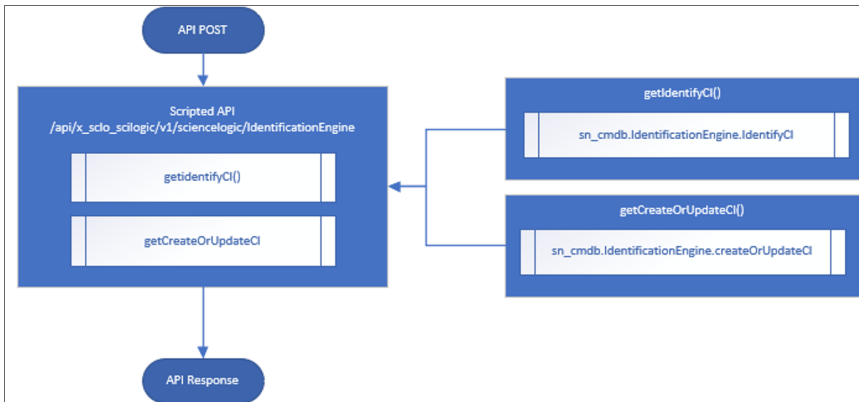 API POST
Scripted API
/api/x_sclo_scilogic/v1/sciencelogic/IdentificationEngine
getidentifyCI()
getCreateOrUpdateCI
API Response
getIdentifyCI()
sn_cmdb.IdentificationEngine.IdentifyCI
getCreateOrUpdateCI()
sn_cmdb.IdentificationEngine.createOrUpdateCI